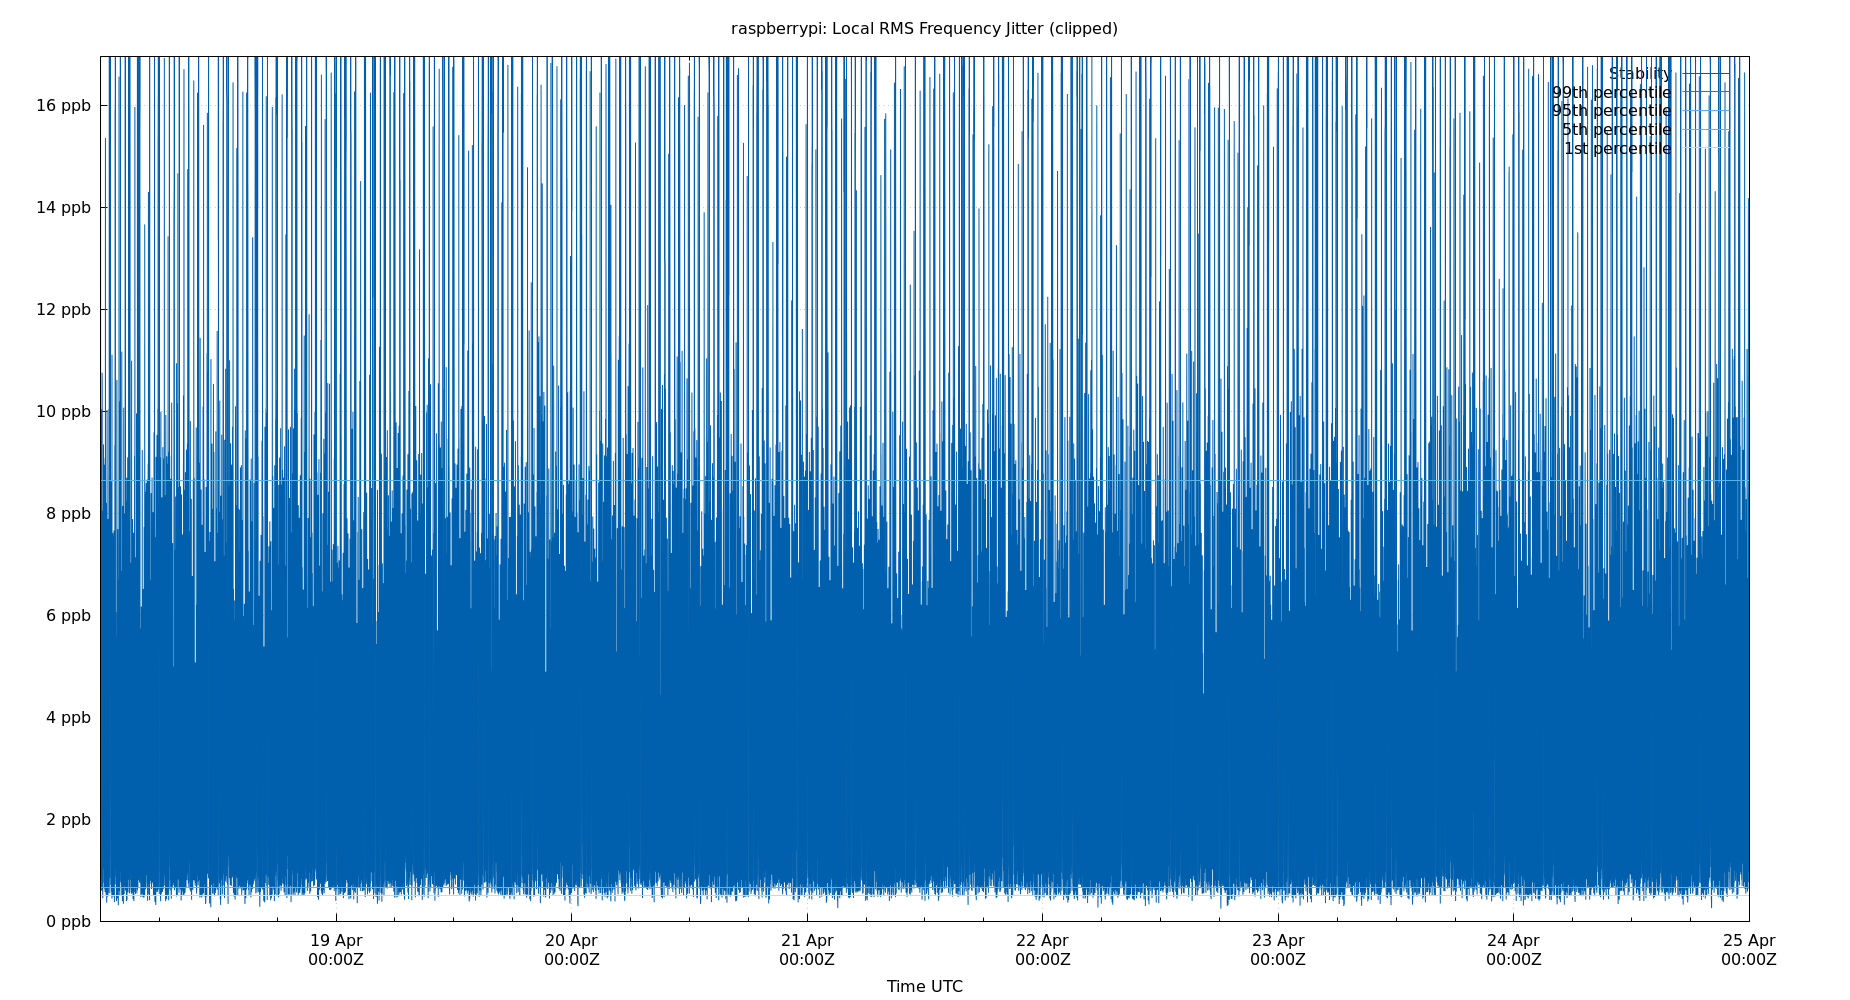 raspberrypi: Local RMS Frequency Jitter (clipped)
Stability
99th percentile
95th percentile
5th percentile
1st percentile
16 ppb
14 ppb
12 ppb
10 ppb
8 ppb
6 ppb
4 ppb
2 ppb
0 ppb
19 Apr 20 Apr 21 Apr 22 Apr 23 Apr 24 Apr 25 Apr
00:00Z 00:00Z 00:00Z 00:00Z 00:00Z 00:00Z 00:00Z
Time UTC